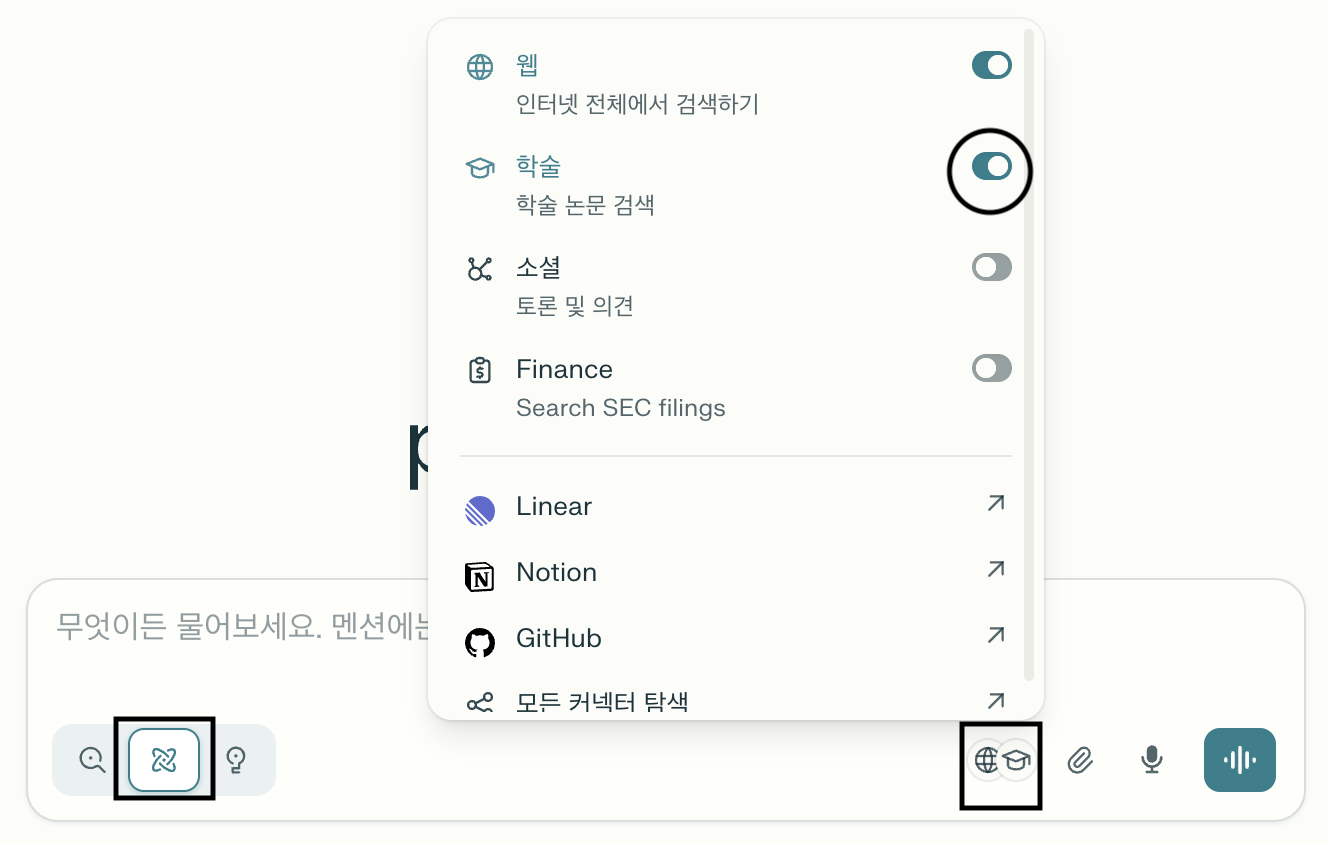 웹
인터넷 전체에서 검색하기
학술
학술 논문 검색
소셜
토론 및 의견
Finance
Search SEC filings
Linear
Notion
GitHub
모든 커넥터 탐색
p
무엇이든 물어보세요. 멘션에는